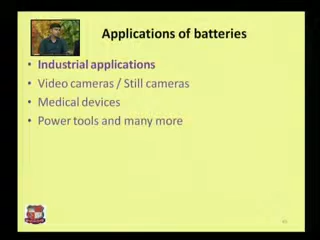 Applications of batteries
• Industrial applications
• Video cameras / Still cameras
• Medical devices
• Power tools and many more